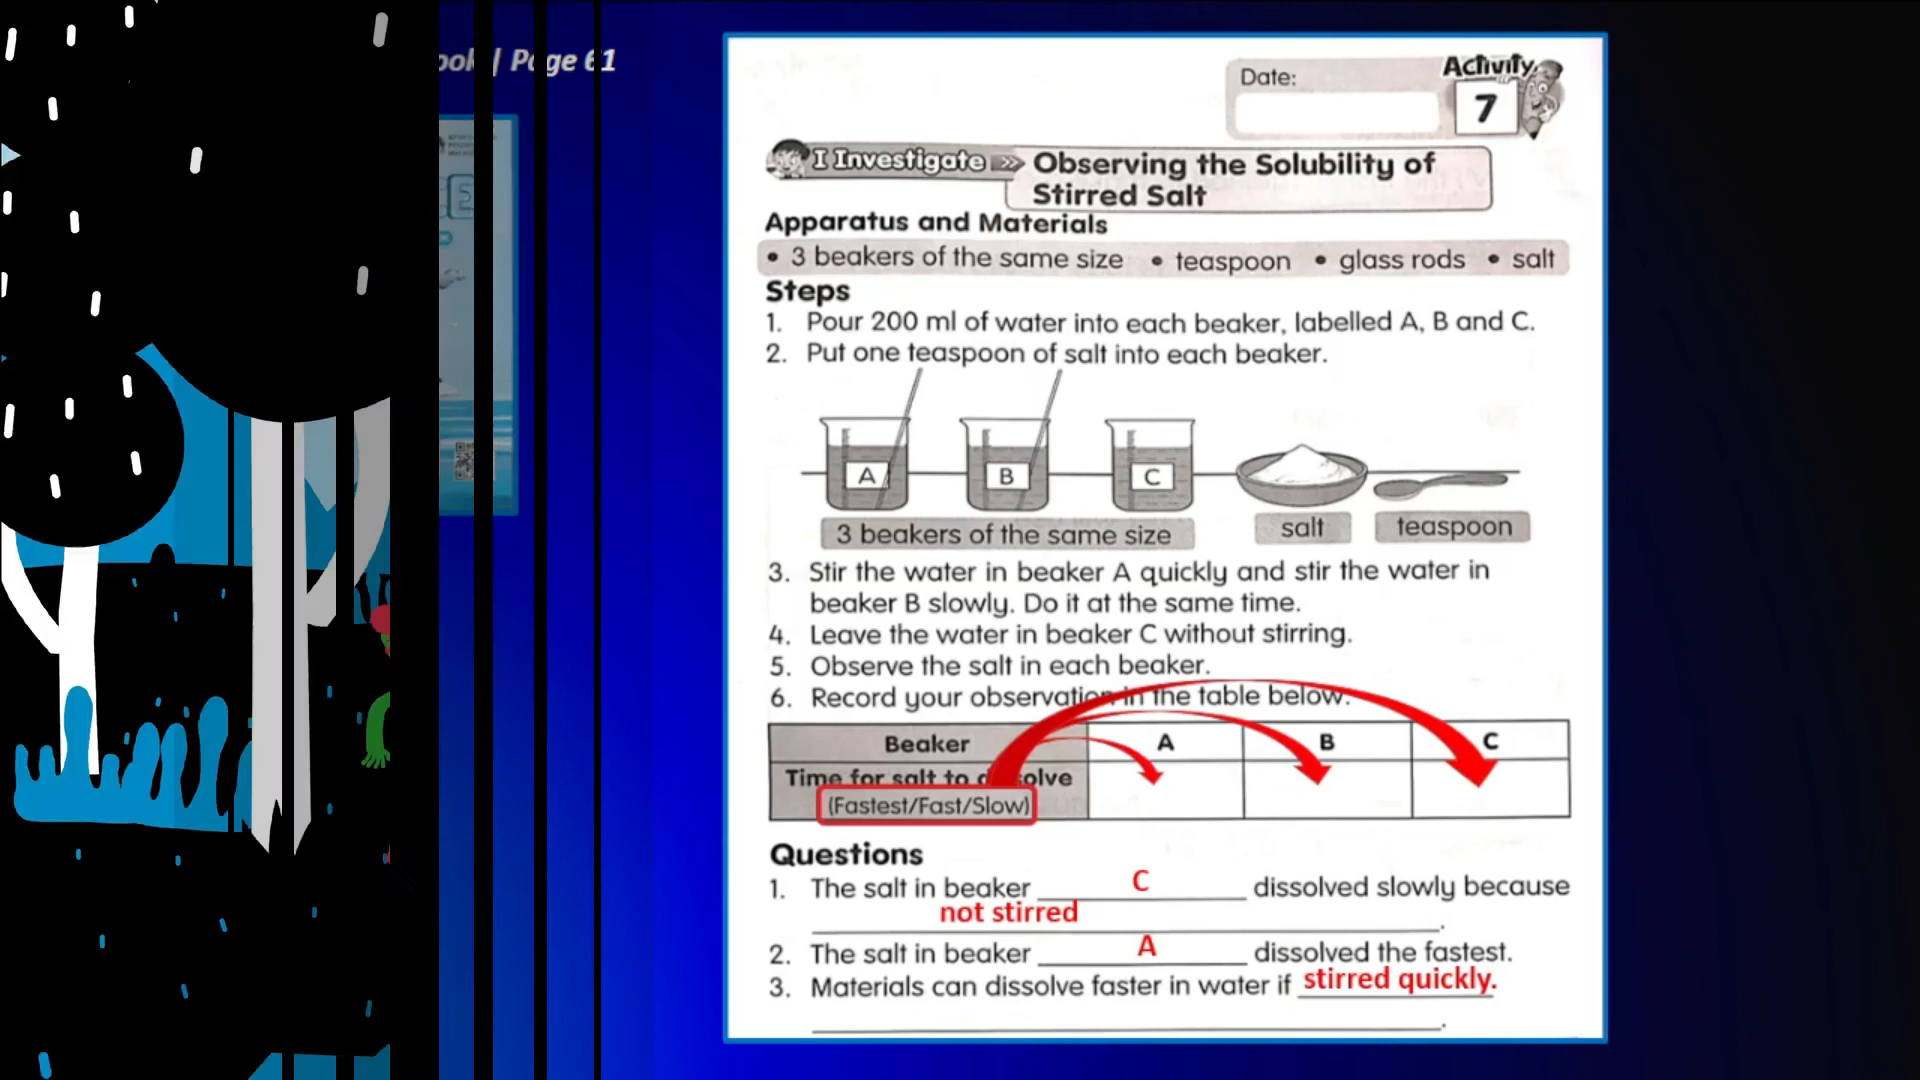 | Page 61
Date:
Activity
7
I Investigate
Observing the Solubility of
Stirred Salt
Apparatus and Materials
• 3 beakers of the same size • teaspoon • glass rods • salt
Steps
1. Pour 200 ml of water into each beaker, labelled A, B and C.
2. Put one teaspoon of salt into each beaker.
A B C
3 beakers of the same size salt teaspoon
3. Stir the water in beaker A quickly and stir the water in
beaker B slowly. Do it at the same time.
4. Leave the water in beaker C without stirring.
5. Observe the salt in each beaker.
6. Record your observation in the table below.
Beaker A B C
Time for salt to dissolve
(Fastest/Fast/Slow)
Questions
1. The salt in beaker C dissolved slowly because
not stirred.
2. The salt in beaker A dissolved the fastest.
3. Materials can dissolve faster in water if stirred quickly.